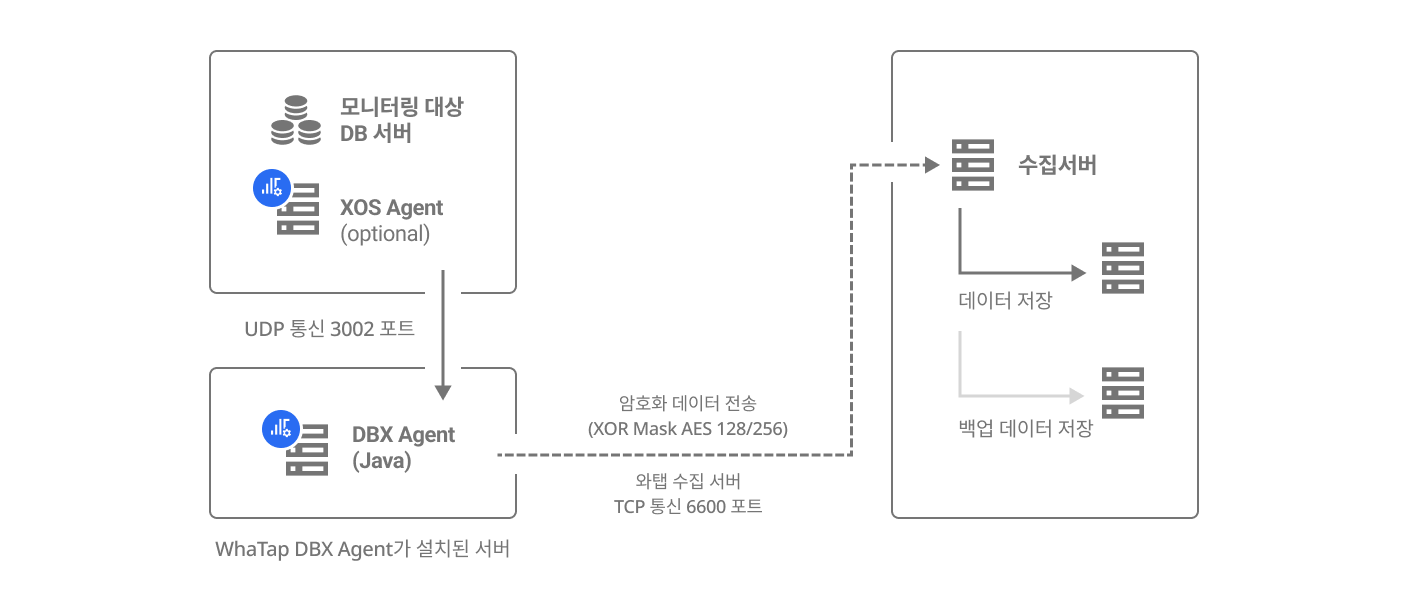 모니터링 대상
DB 서버
XOS Agent
(optional)
UDP 통신 3002 포트
DBX Agent
(Java)
WhaTap DBX Agent가 설치된 서버
암호화 데이터 전송
(XOR Mask AES 128/256)
와탭 수집 서버
TCP 통신 6600 포트
수집서버
데이터 저장
백업 데이터 저장